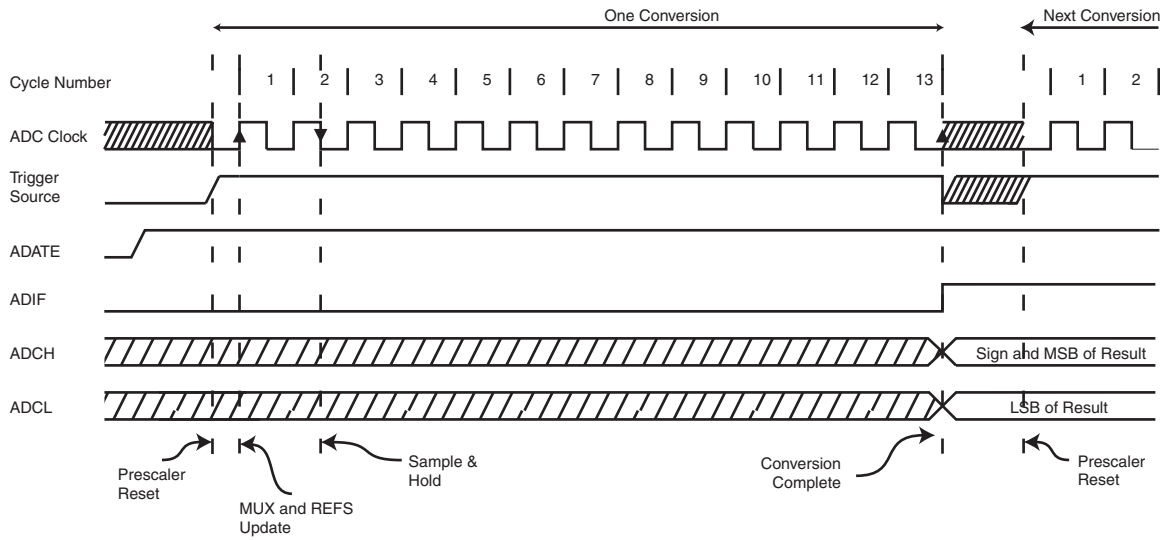 One Conversion
Next Conversion
Cycle Number
1 2 3 4 5 6 7 8 9 10 11 12 13 1 2
ADC Clock
Trigger
Source
ADATE
ADIF
ADCH
Sign and MSB of Result
ADCL
LSB of Result
Prescaler
Reset
MUX and REFS
Update
Sample &
Hold
Conversion
Complete
Prescaler
Reset